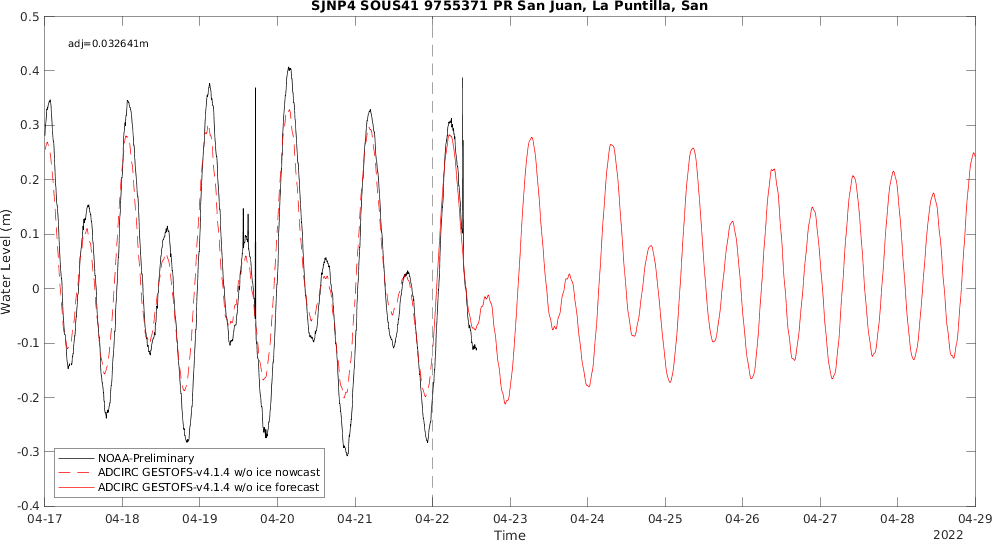 SJNP4 SOUS41 9755371 PR San Juan, La Puntilla, San
0.5
adj=0.032641m
0.4
0.3
0.2
0.1
0
-0.1
-0.2
-0.3
-0.4
Water Level (m)
NOAA-Preliminary
ADCIRC GESTOFS-v4.1.4 w/o ice nowcast
ADCIRC GESTOFS-v4.1.4 w/o ice forecast
04-17 04-18 04-19 04-20 04-21 04-22 04-23 04-24 04-25 04-26 04-27 04-28 04-29
Time
2022